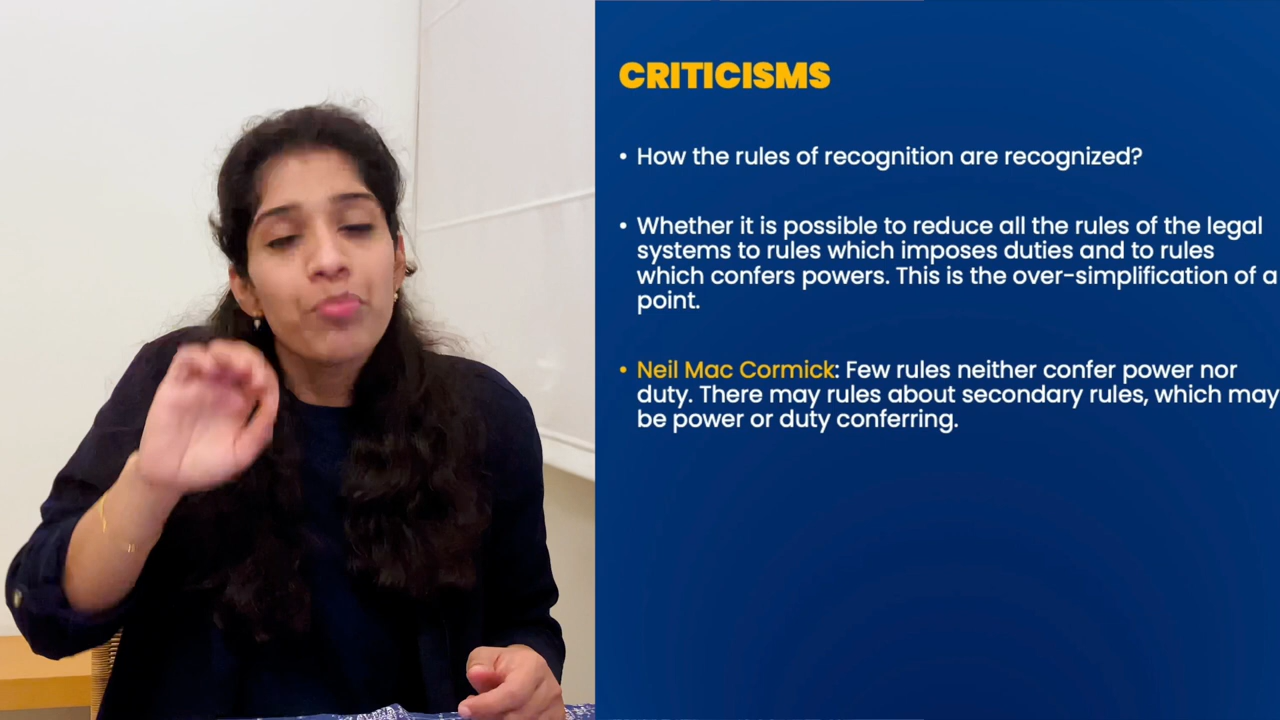 CRITICISMS
• How the rules of recognition are recognized?
• Whether it is possible to reduce all the rules of the legal
systems to rules which imposes duties and to rules
which confers powers. This is the over-simplification of a
point.
• Neil Mac Cormick: Few rules neither confer power nor
duty. There may rules about secondary rules, which may
be power or duty conferring.